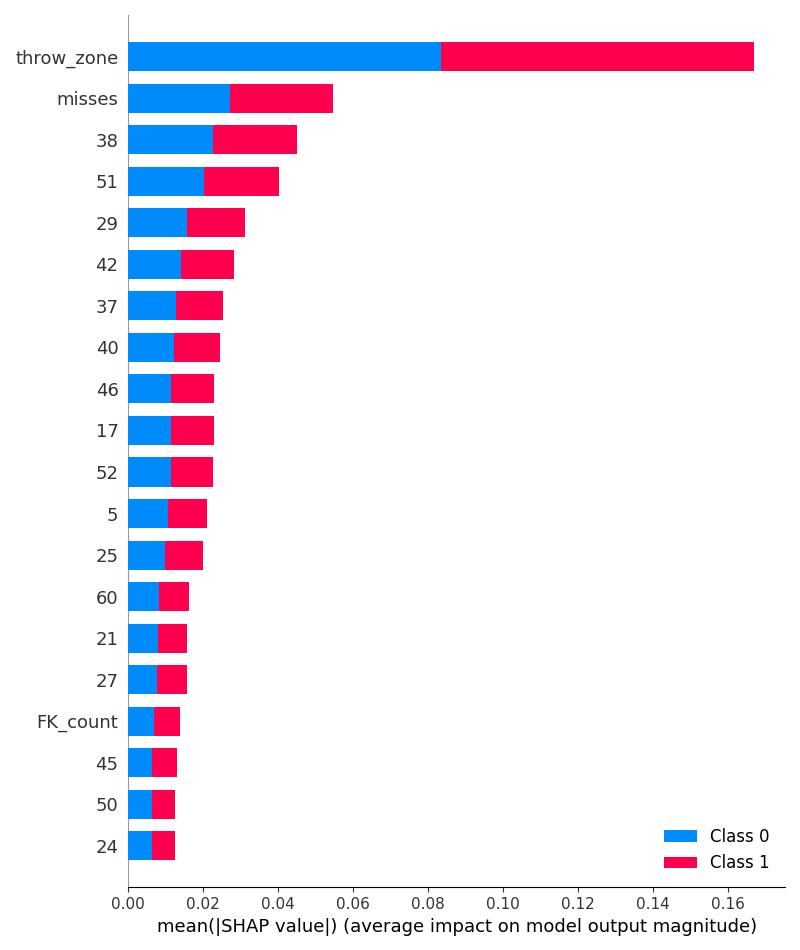 throw_zone
misses
38
51
29
42
37
40
46
17
52
5
25
60
21
27
FK_count
45
50
24
Class 0
Class 1
0.00 0.02 0.04 0.06 0.08 0.10 0.12 0.14 0.16
mean(|SHAP value|) (average impact on model output magnitude)